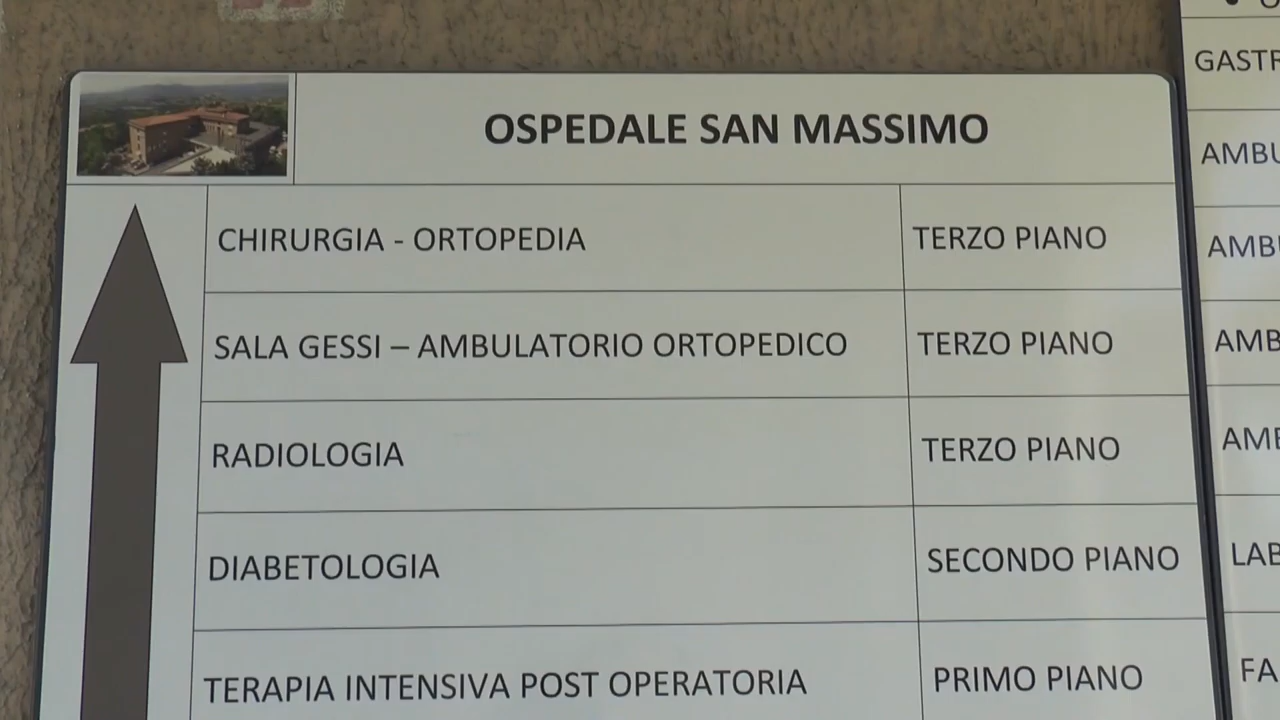 OSPEDALE SAN MASSIMO
CHIRURGIA - ORTOPEDIA TERZO PIANO
SALA GESSI – AMBULATORIO ORTOPEDICO TERZO PIANO
RADIOLOGIA TERZO PIANO
DIABETOLOGIA SECONDO PIANO
TERAPIA INTENSIVA POST OPERATORIA PRIMO PIANO